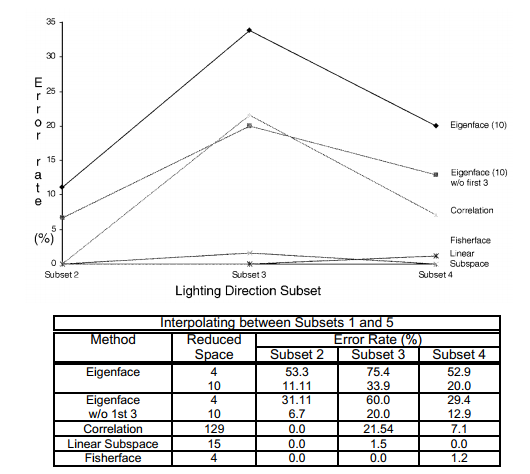 35
30
25
20
15
10
5
0
Error rate (%)
Eigenface (10)
Eigenface (10)
w/o first 3
Correlation
Fisherface
Linear
Subspace
Subset 2 Subset 3 Subset 4
Lighting Direction Subset
Interpolating between Subsets 1 and 5
Method Reduced Error Rate (%)
Space Subset 2 Subset 3 Subset 4
Eigenface 4 53.3 75.4 52.9
10 11.11 33.9 20.0
Eigenface 4 31.11 60.0 29.4
w/o 1st 3 10 6.7 20.0 12.9
Correlation 129 0.0 21.54 7.1
Linear Subspace 15 0.0 1.5 0.0
Fisherface 4 0.0 0.0 1.2